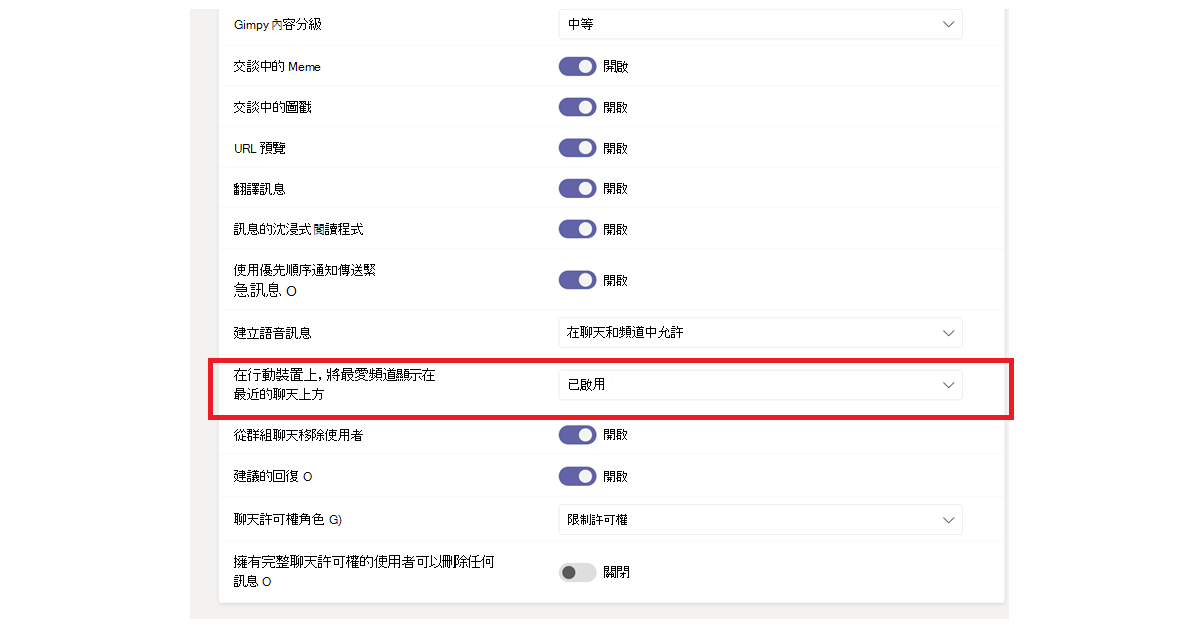 Gimpy 內容分級
中等
交談中的 Meme
開啟
交談中的圖戳
開啟
URL 預覽
開啟
翻譯訊息
開啟
訊息的沈浸式閱讀程式
開啟
使用優先順序通知傳送緊
急訊息 O
開啟
建立語音訊息
在聊天和頻道中允許
在行動裝置上，將最愛頻道顯示在
最近的聊天上方
已啟用
從群組聊天移除使用者
開啟
建議的回復 O
開啟
聊天許可權角色 G)
限制許可權
擁有完整聊天許可權的使用者可以刪除任何
訊息 O
關閉